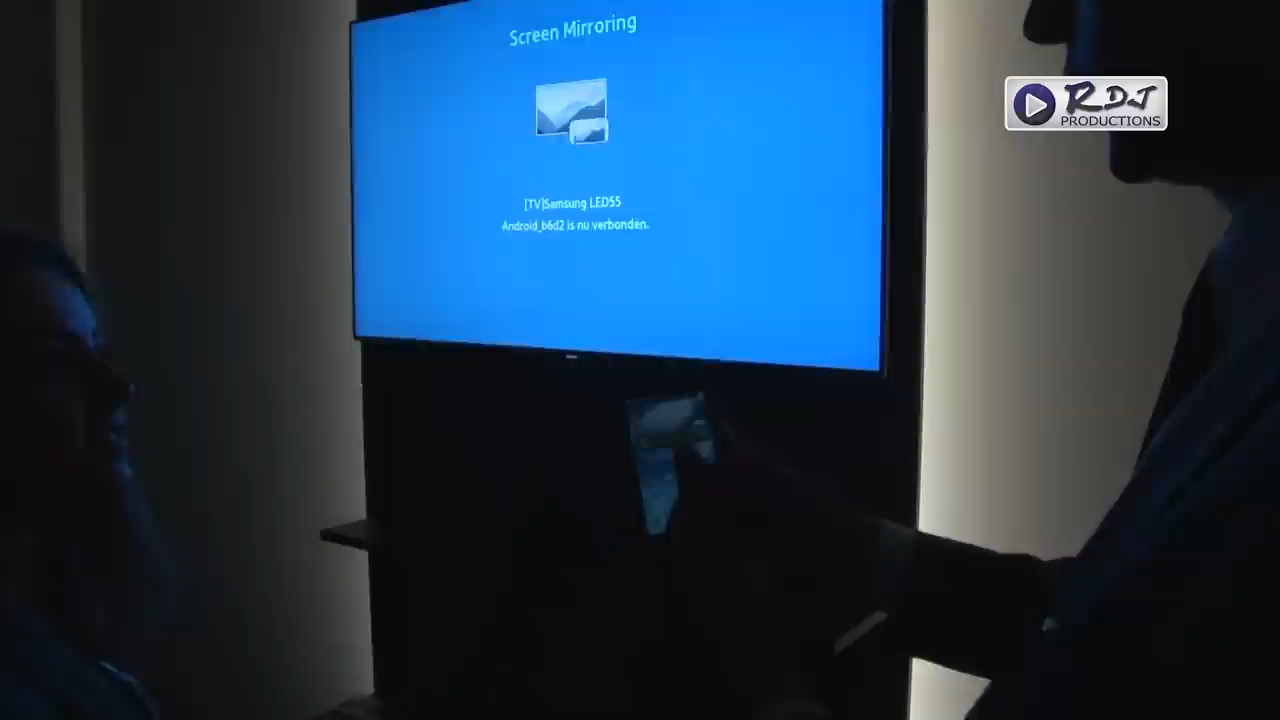 Screen Mirroring
[TV]Samsung LED55
Android_b6d2 is nu verbonden.
RDJ
PRODUCTIONS